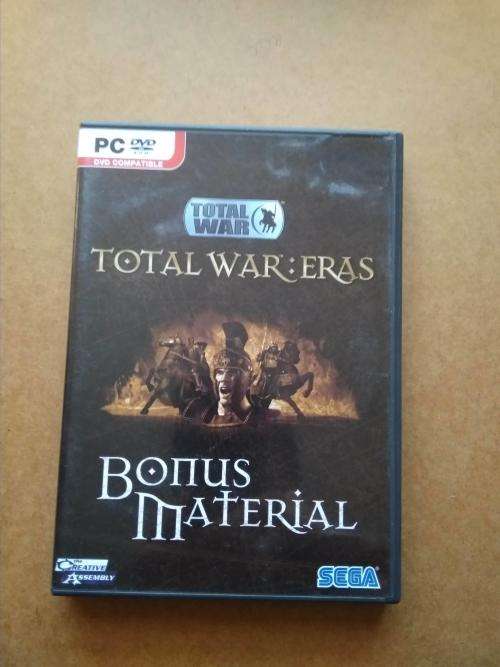 PC DVD
DVD COMPATIBLE
TOTAL
WAR
TOTAL WAR: ERAS
BONUS
MATERIAL
THE
CREATIVE
ASSEMBLY
SEGA